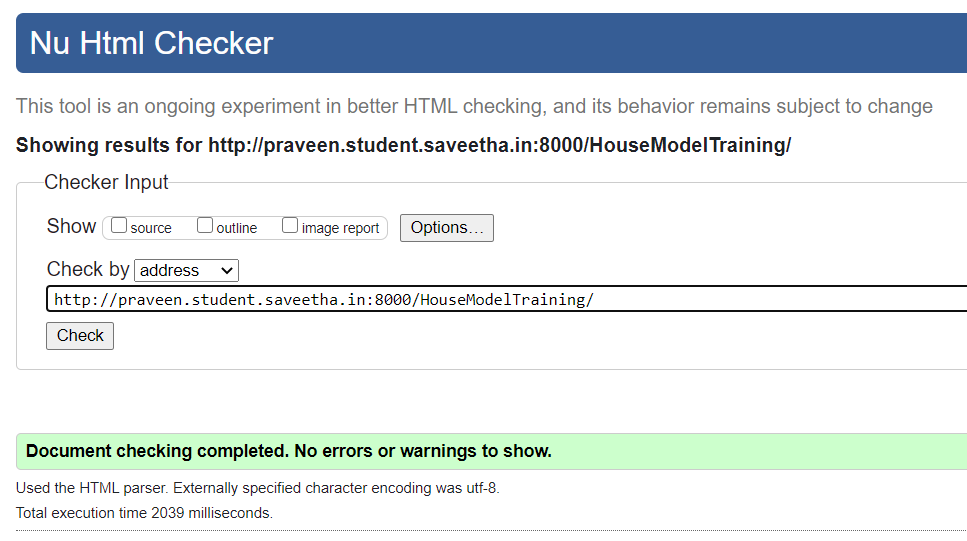 Nu Html Checker
This tool is an ongoing experiment in better HTML checking, and its behavior remains subject to change
Showing results for http://praveen.student.saveetha.in:8000/HouseModelTraining/
Checker Input
Show source outline image report Options...
Check by address
http://praveen.student.saveetha.in:8000/HouseModelTraining/
Check
Document checking completed. No errors or warnings to show.
Used the HTML parser. Externally specified character encoding was utf-8.
Total execution time 2039 milliseconds.